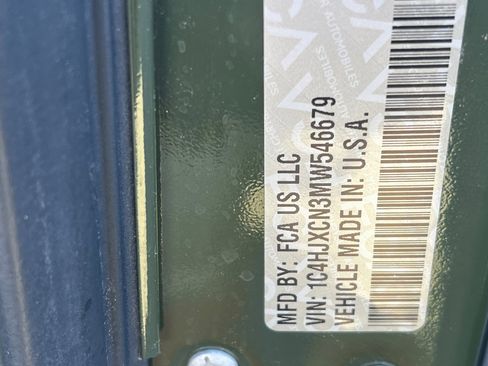 MFD BY: FCA US LLC
VIN: 1C4HJXCN3MW546679
VEHICLE MADE IN: U.S.A.